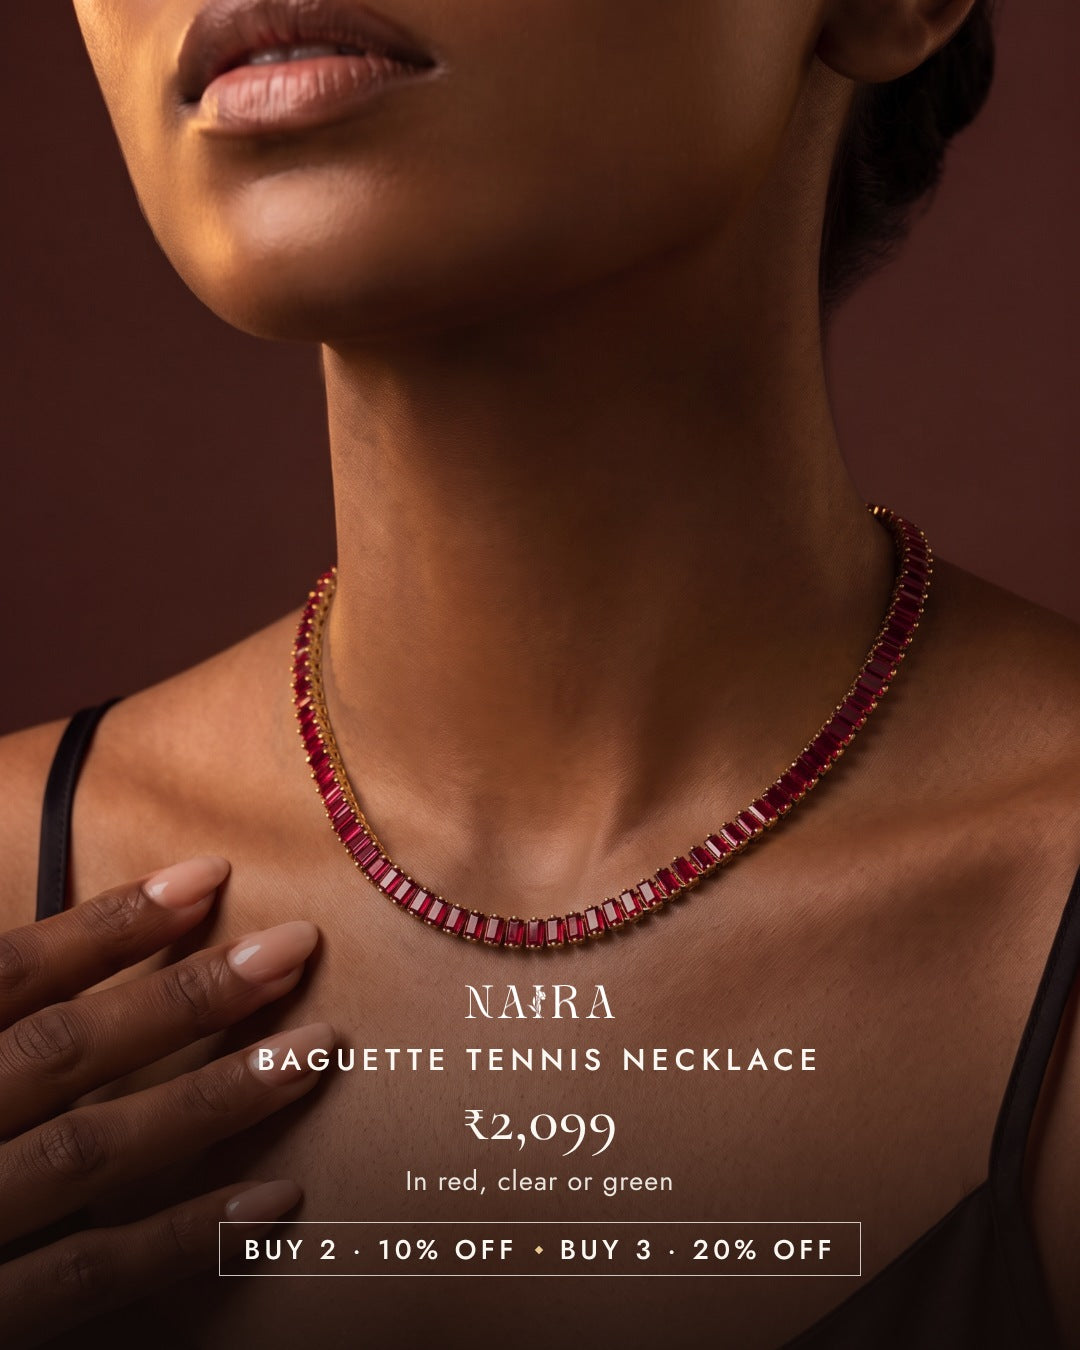 NAIRA
BAGUETTE TENNIS NECKLACE
₹2,099
In red, clear or green
BUY 2 · 10% OFF ⬥ BUY 3 · 20% OFF